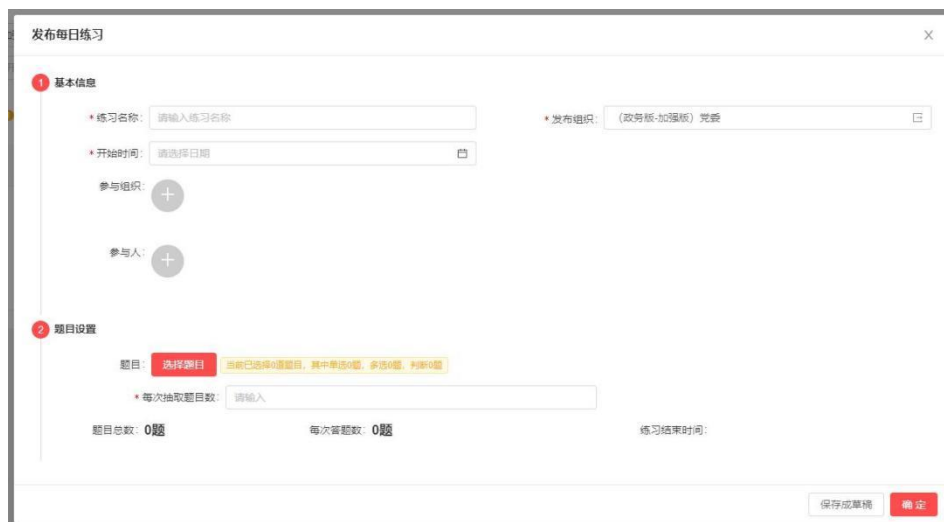 发布每日练习
1 基本信息
*练习名称: 请输入练习名称 *发布组织: (政务版-加强版) 党委
*开始时间: 请选择日期
参与组织:
参与人:
2 题目设置
题目: 选择题目 当前已选择0道题目, 其中单选0题, 多选0题, 判断0题
*每次抽取题目数: 请输入
题目总数: 0题 每次答题数: 0题 练习结束时间:
保存成草稿 确定